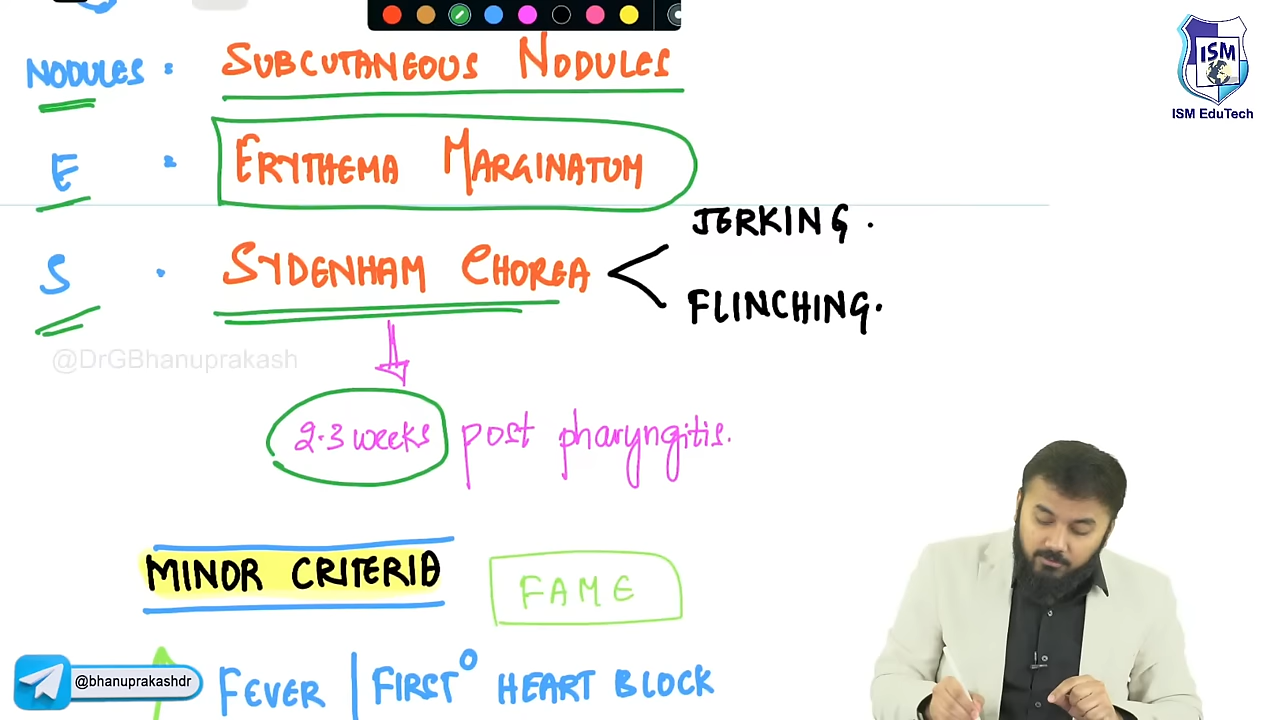 NODULES : SUBCUTANEOUS NODULES
ISM
ISM EduTech
E : ERYTHEMA MARGINATUM
JERKING.
S . SYDENHAM CHOREA
FLINCHING.
@DrGBhanuprakash
2-3 weeks post pharyngitis.
MINOR CRITERIA
FAME
@bhanuprakashdr
FEVER | FIRST° HEART BLOCK